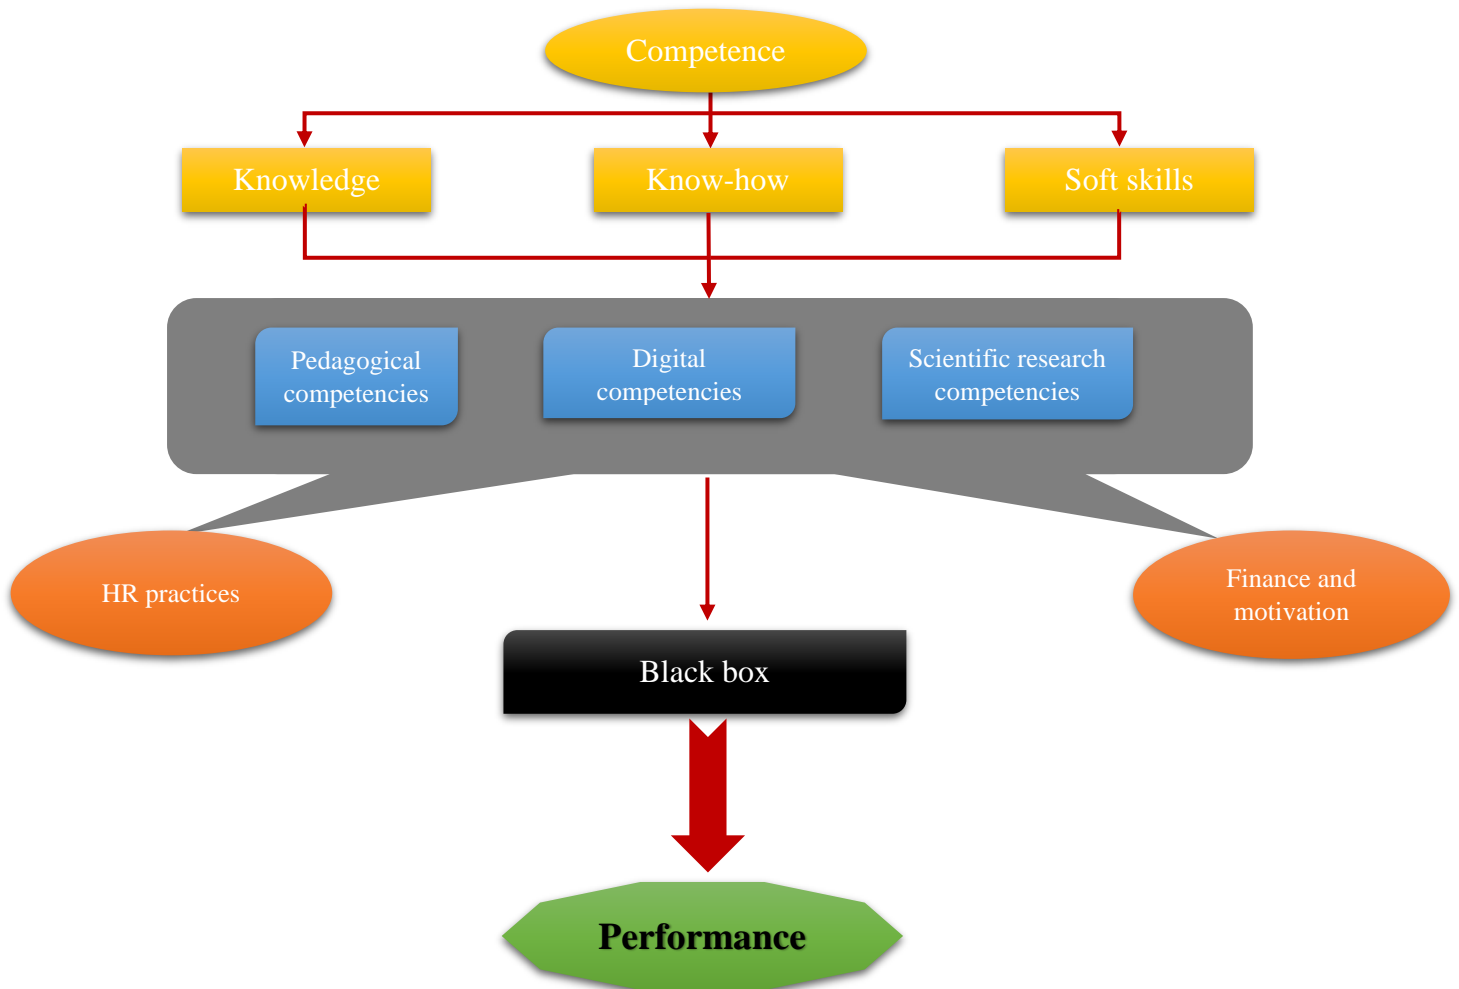 Competence
Knowledge
Know-how
Soft skills
Pedagogical
competencies
Digital
competencies
Scientific research
competencies
HR practices
Finance and
motivation
Black box
Performance